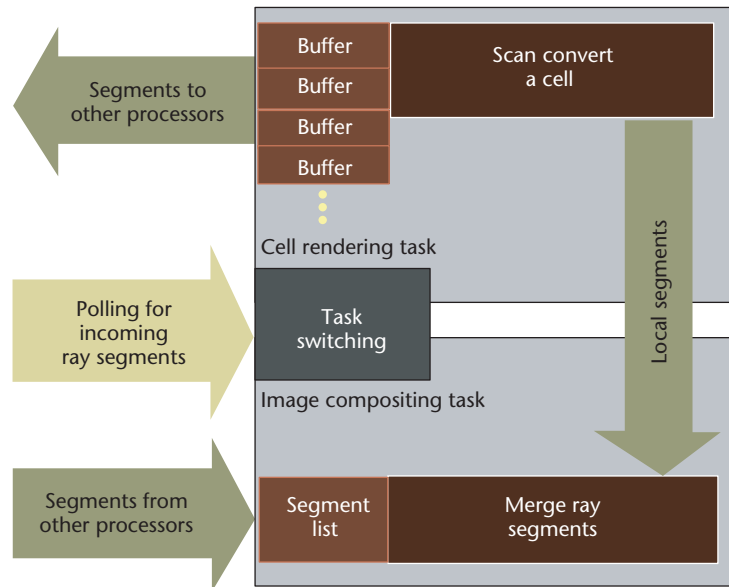 Buffer
Buffer
Buffer
Buffer
Scan convert
a cell
Segments to
other processors
Cell rendering task
Polling for
incoming
ray segments
Task
switching
Local segments
Image compositing task
Segments from
other processors
Segment
list
Merge ray
segments